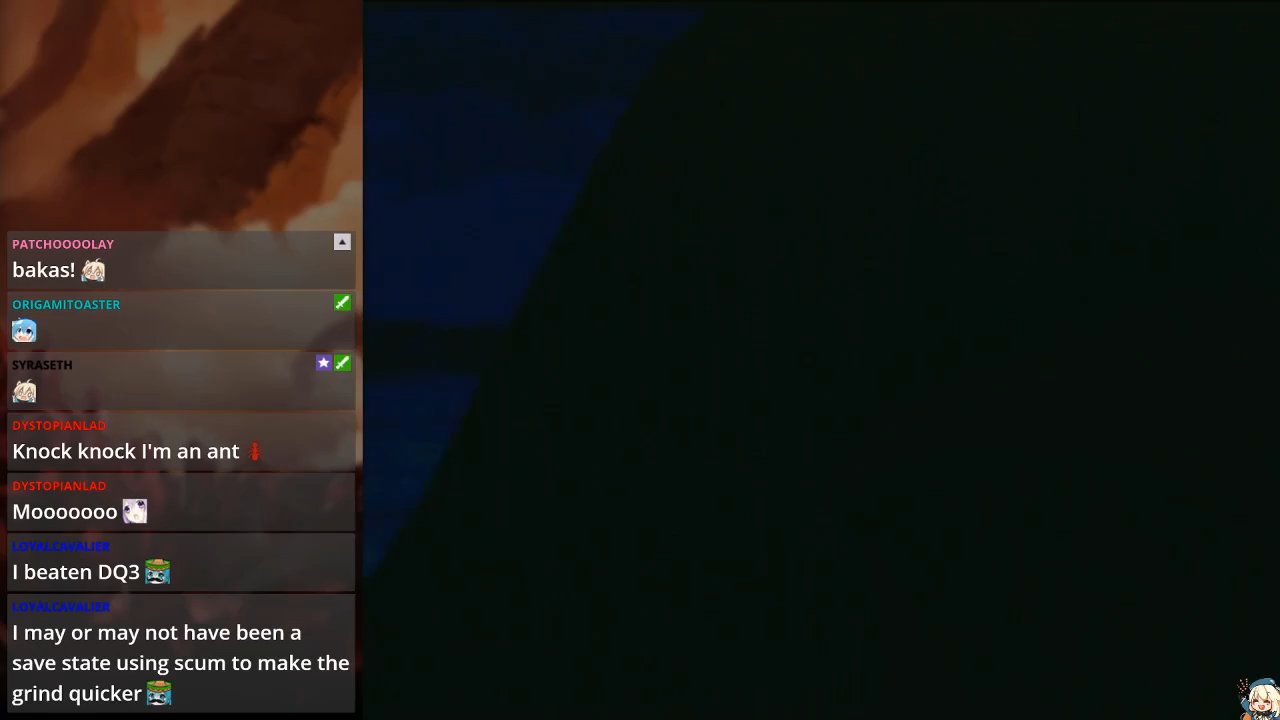 PATCHOOOOLAY
bakas!
ORIGAMITOASTER
SYRASETH
DYSTOPIANLAD
Knock knock I'm an ant
DYSTOPIANLAD
Mooooooo
LOYALCAVALIER
I beaten DQ3
LOYALCAVALIER
I may or may not have been a
save state using scum to make the
grind quicker